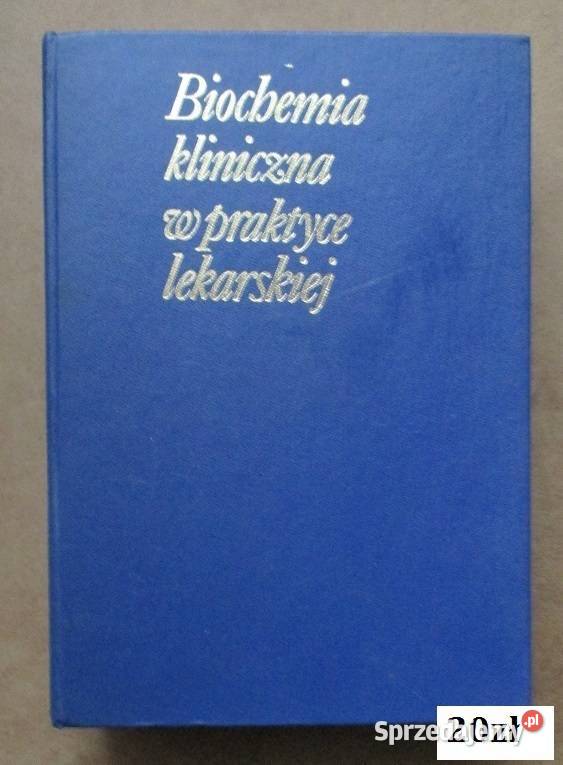 Biochemia
kliniczna
w praktyce
lekarskiej
20zł
Sprzedajemy.pl